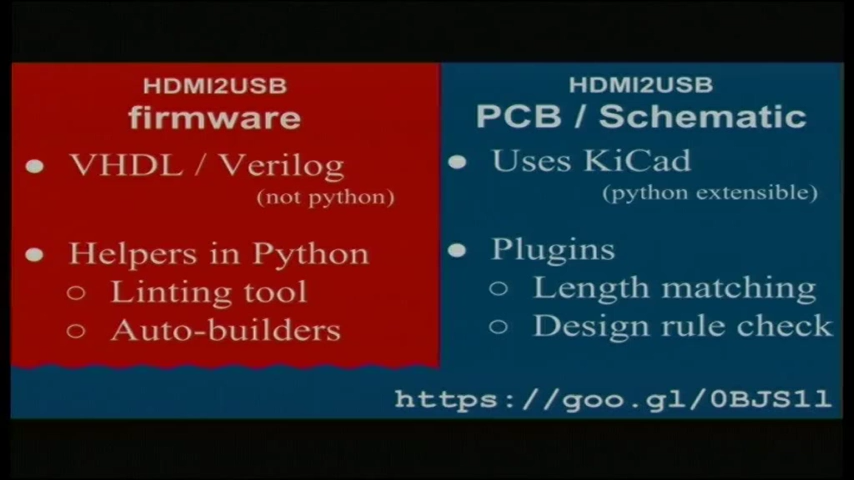 HDMI2USB
firmware
● VHDL / Verilog
(not python)
● Helpers in Python
○ Linting tool
○ Auto-builders
HDMI2USB
PCB / Schematic
● Uses KiCad
(python extensible)
● Plugins
○ Length matching
○ Design rule check
https://goo.gl/0BJS1l